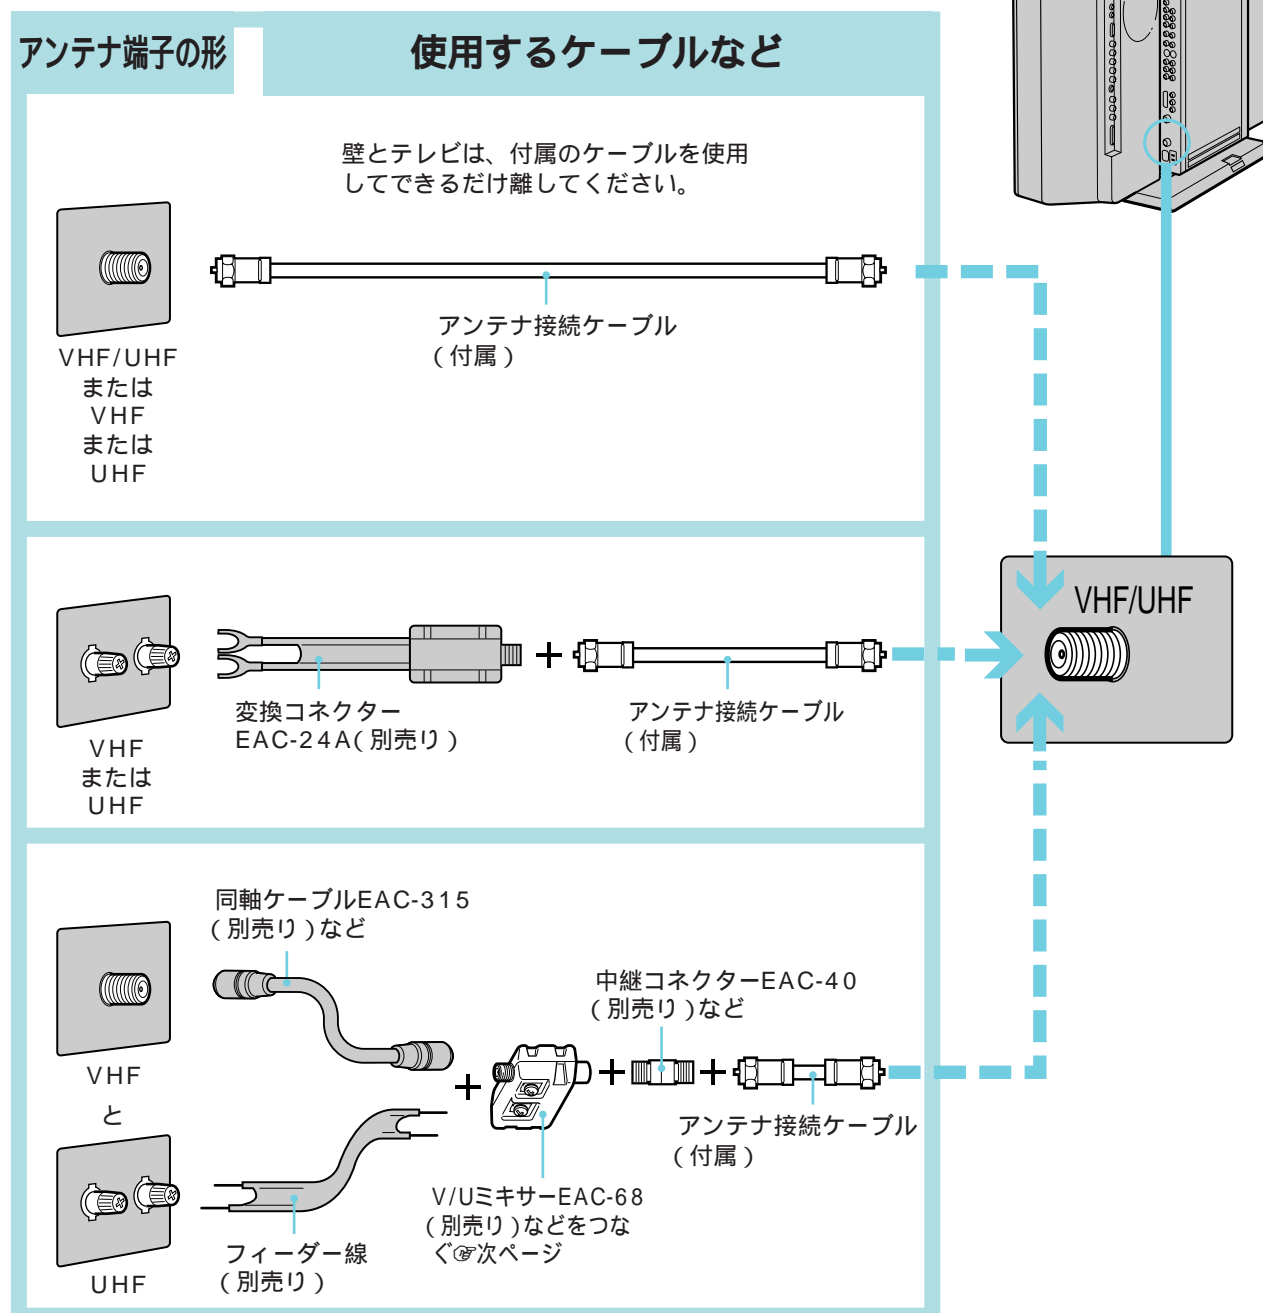 アンテナ端子の形
使用するケーブルなど
壁とテレビは、付属のケーブルを使用
してできるだけ離してください。
アンテナ接続ケーブル
(付属)
VHF/UHF
または
VHF
または
UHF
変換コネクター
EAC-24A(別売り)
アンテナ接続ケーブル
(付属)
VHF
または
UHF
VHF/UHF
同軸ケーブルEAC-315
(別売り)など
中継コネクターEAC-40
(別売り)など
VHF
と
アンテナ接続ケーブル
(付属)
V/UミキサーEAC-68
(別売り)などをつな
ぐ☞次ページ
フィーダー線
(別売り)
UHF